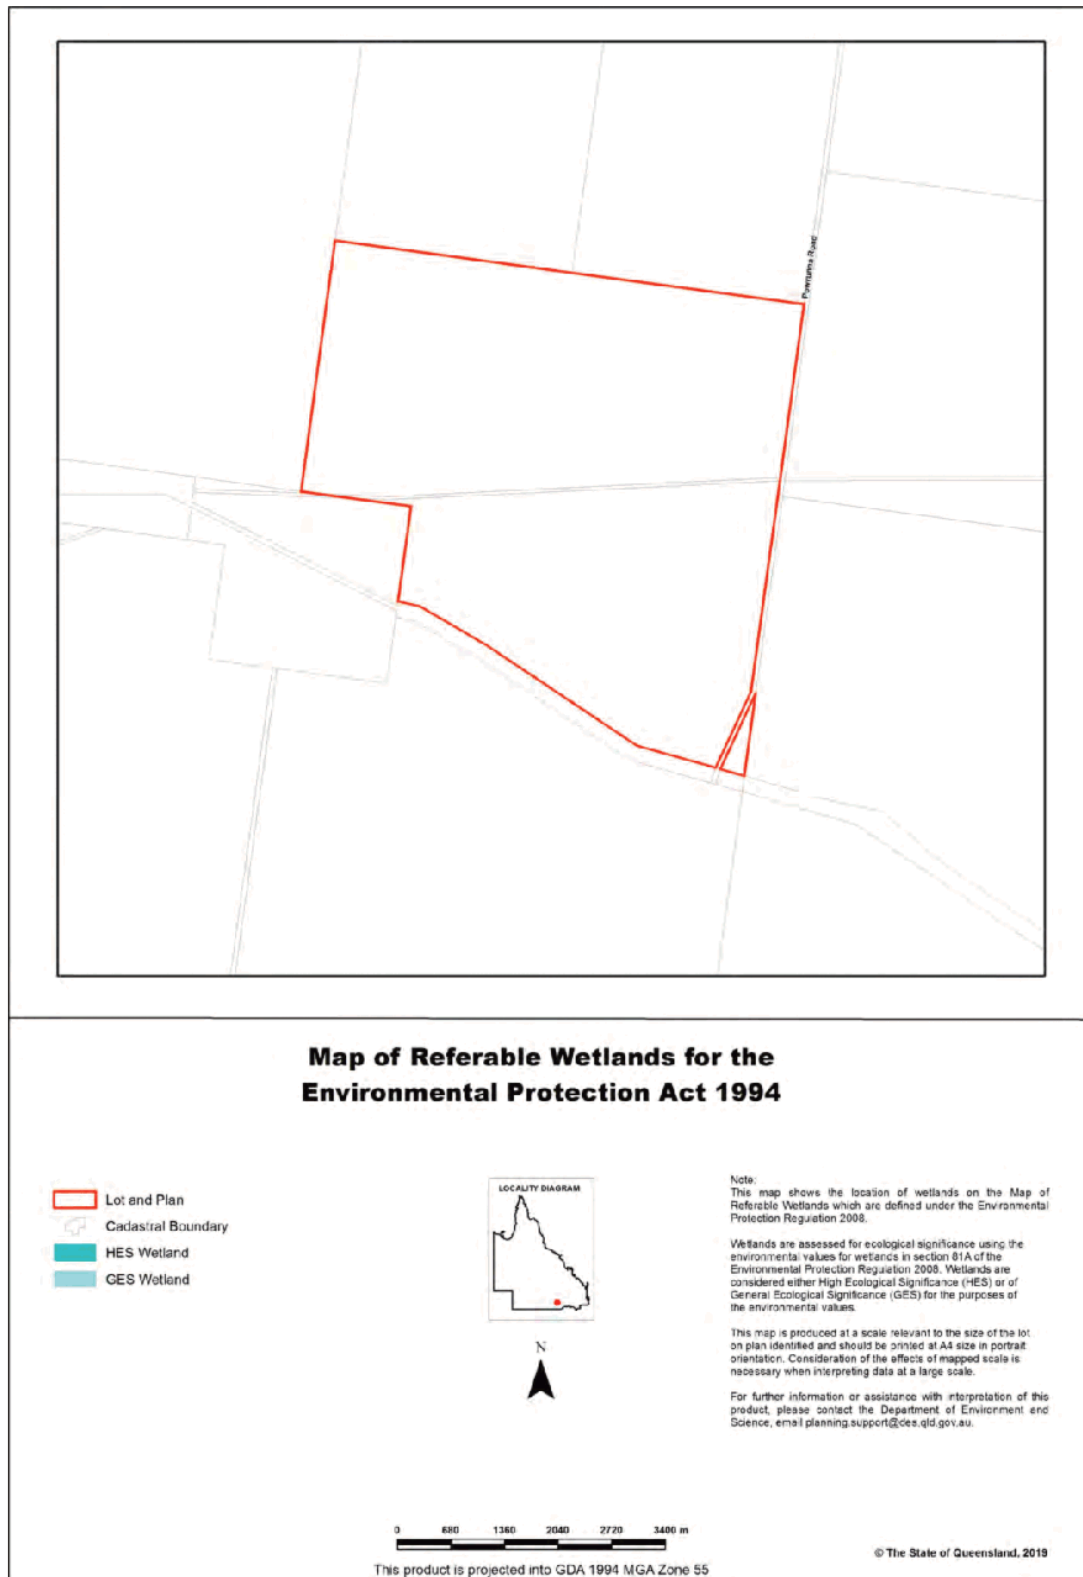 Powrunna Road
Map of Referable Wetlands for the
Environmental Protection Act 1994
Lot and Plan
Cadastral Boundary
HES Wetland
GES Wetland
LOCALITY DIAGRAM
N
Note:
This map shows the location of wetlands on the Map of
Referable Wetlands which are defined under the Environmental
Protection Regulation 2008.
Wetlands are assessed for ecological significance using the
environmental values for wetlands in section 81A of the
Environmental Protection Regulation 2008. Wetlands are
considered either High Ecological Significance (HES) or of
General Ecological Significance (GES) for the purposes of
the environmental values.
This map is produced at a scale relevant to the size of the lot
on plan identified and should be printed at A4 size in portrait
orientation. Consideration of the effects of mapped scale is
necessary when interpreting data at a large scale.
For further information or assistance with interpretation of this
product, please contact the Department of Environment and
Science, email planning.support@des.qld.gov.au.
0 680 1360 2040 2720 3400 m
This product is projected into GDA 1994 MGA Zone 55
© The State of Queensland, 2019